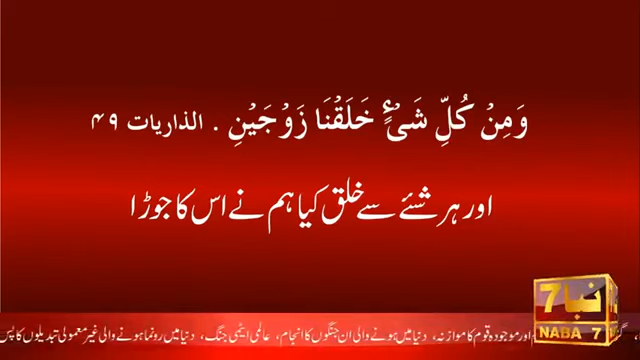 وَمِنۡ كُلِّ شَىۡءٍ خَلَقۡنَا زَوۡجَيۡنِ . الذاریات ۴۹
اور ہر شئے سے خلق کیا ہم نے اس کا جوڑا
نبا 7
NABA 7
اور موجودہ قوم کا موازنہ، دنیا میں ہونے والی ان جنگوں کا انجام، عالمی ایٹمی جنگ، دنیا میں رونما ہونے والی غیر معمولی تبدیلوں کا پس